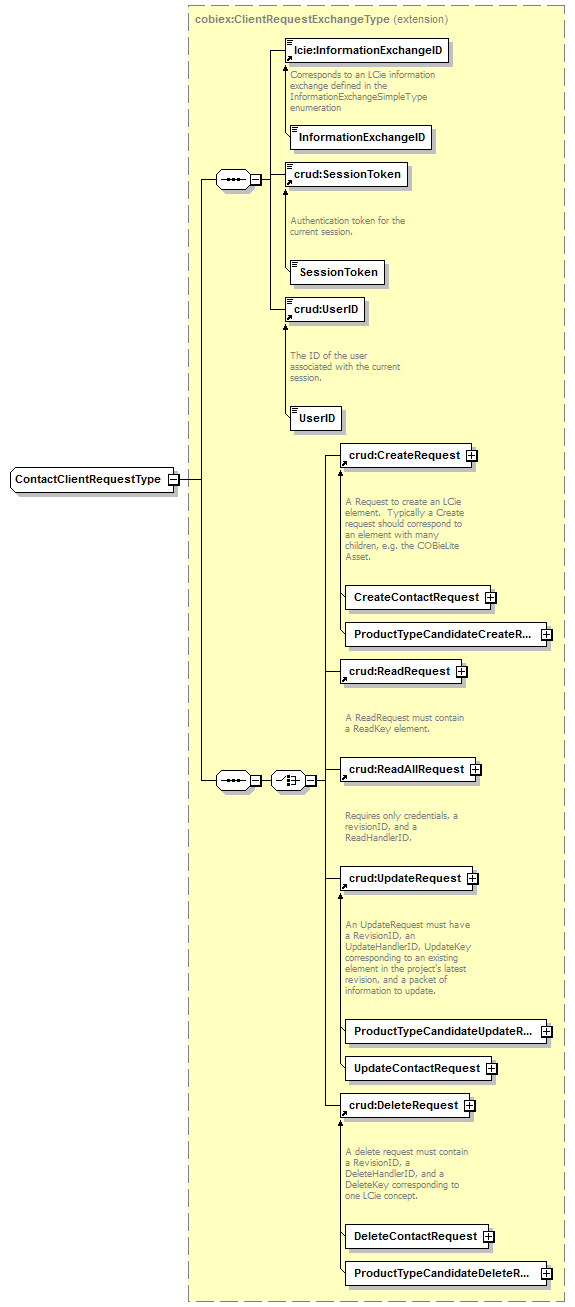 cobiex:ClientRequestExchangeType (extension)
lcie:InformationExchangeID
Corresponds to an LCie information
exchange defined in the
InformationExchangeSimpleType
enumeration
InformationExchangeID
crud:SessionToken
Authentication token for the
current session.
SessionToken
crud:UserID
The ID of the user
associated with the current
session.
UserID
ContactClientRequestType
crud:CreateRequest
A Request to create an LCie
element.  Typically a Create
request should correspond to
an element with many
children, e.g. the COBieLite
Asset.
CreateContactRequest
ProductTypeCandidateCreateR...
crud:ReadRequest
A ReadRequest must contain
a ReadKey element.
crud:ReadAllRequest
Requires only credentials, a
revisionID, and a
ReadHandlerID.
crud:UpdateRequest
An UpdateRequest must have
a RevisionID, an
UpdateHandlerID, UpdateKey
corresponding to an existing
element in the project's latest
revision, and a packet of
information to update.
ProductTypeCandidateUpdateR...
UpdateContactRequest
crud:DeleteRequest
A delete request must contain
a RevisionID, a
DeleteHandlerID, and a
DeleteKey corresponding to
one LCie concept.
DeleteContactRequest
ProductTypeCandidateDeleteR...